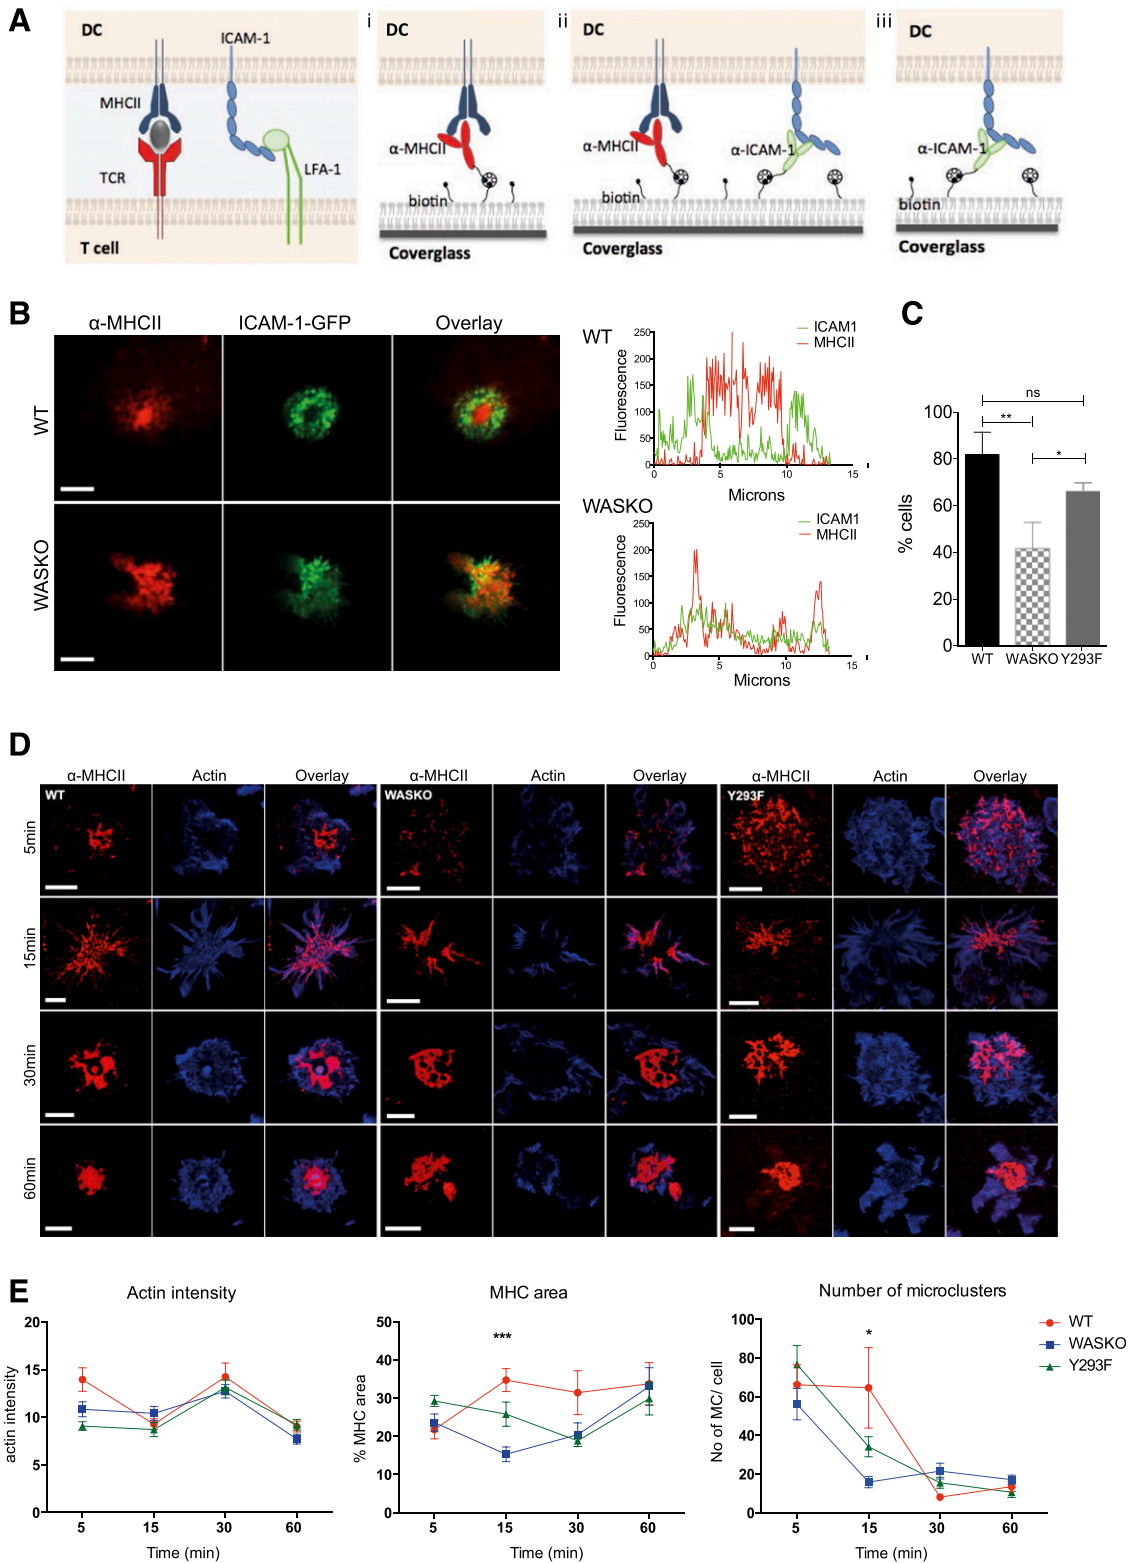 A
DC
ICAM-1
MHCII
TCR
LFA-1
T cell
i
DC
α-MHCII
biotin
Coverglass
ii
DC
α-MHCII
α-ICAM-1
biotin
Coverglass
iii
DC
α-ICAM-1
biotin
Coverglass
B
α-MHCII ICAM-1-GFP Overlay
WT
WASKO
WT
ICAM1
MHCII
Fluorescence
250
200
150
100
50
0
0 5 10 15
Microns
WASKO
ICAM1
MHCII
Fluorescence
250
200
150
100
50
0
0 5 10 15
Microns
C
ns
**
*
% cells
100
80
60
40
20
0
WT WASKO Y293F
D
α-MHCII Actin Overlay α-MHCII Actin Overlay α-MHCII Actin Overlay
WT WASKO Y293F
5min
15min
30min
60min
E
Actin intensity
actin intensity
20
15
10
5
0
5 15 30 60
Time (min)
MHC area
***
% MHC area
50
40
30
20
10
0
5 15 30 60
Time (min)
Number of microclusters
*
No of MC/ cell
100
80
60
40
20
0
5 15 30 60
Time (min)
WT
WASKO
Y293F